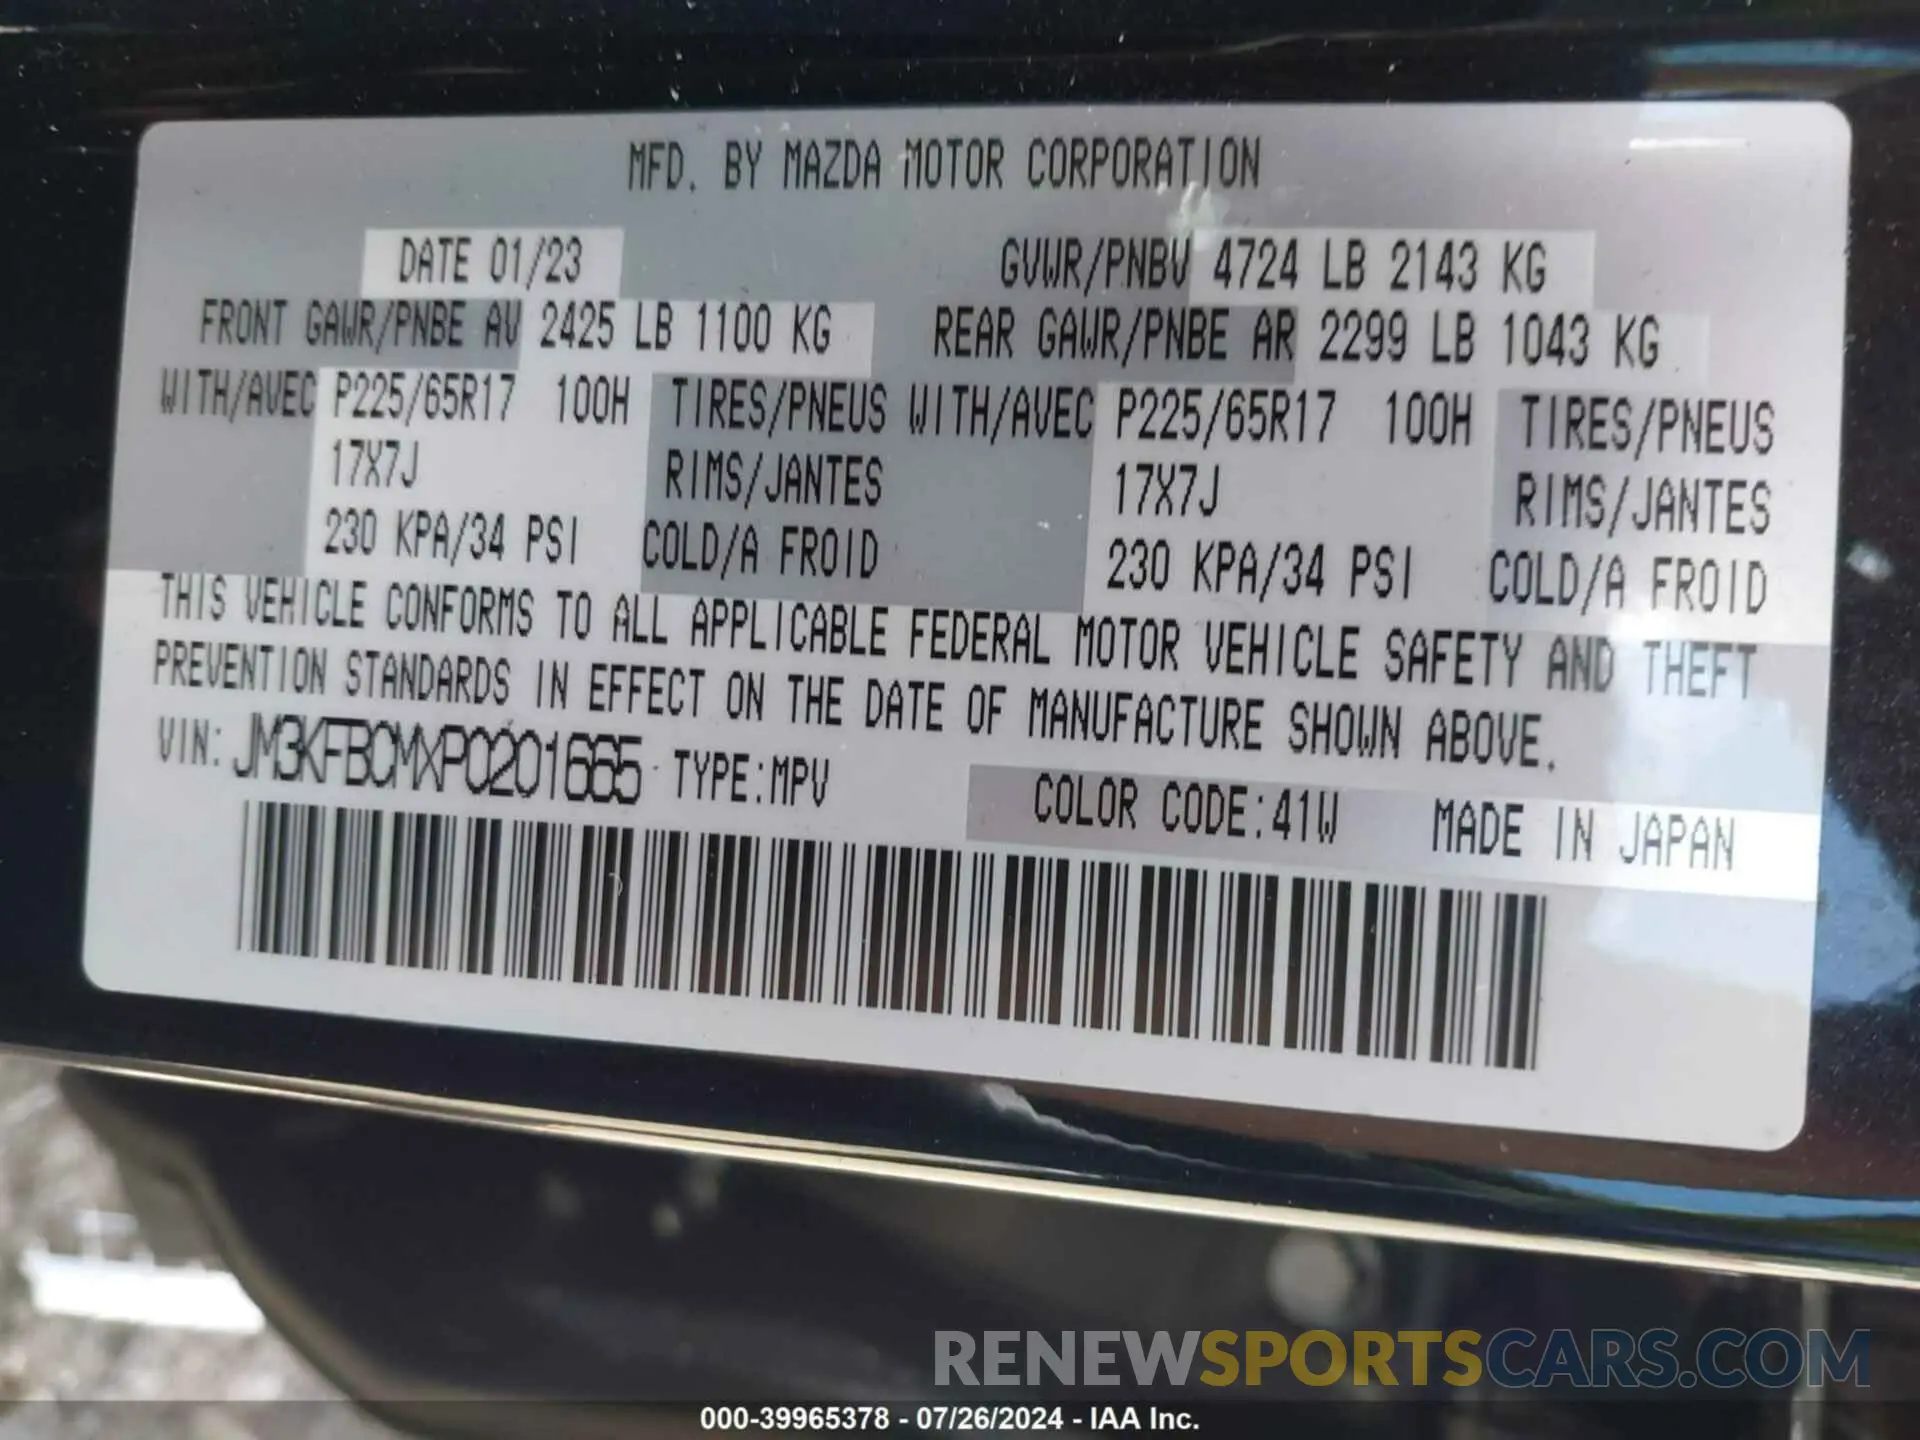 MFD. BY MAZDA MOTOR CORPORATION
DATE 01/23 GVWR/PNBV 4724 LB 2143 KG
FRONT GAWR/PNBE AV 2425 LB 1100 KG REAR GAWR/PNBE AR 2299 LB 1043 KG
WITH/AVEC P225/65R17 100H TIRES/PNEUS WITH/AVEC P225/65R17 100H TIRES/PNEUS
17X7J RIMS/JANTES 17X7J RIMS/JANTES
230 KPA/34 PSI COLD/A FROID 230 KPA/34 PSI COLD/A FROID
THIS VEHICLE CONFORMS TO ALL APPLICABLE FEDERAL MOTOR VEHICLE SAFETY AND THEFT
PREVENTION STANDARDS IN EFFECT ON THE DATE OF MANUFACTURE SHOWN ABOVE.
VIN: JM3KFBCMXP0201665 TYPE:MPV COLOR CODE:41W MADE IN JAPAN
RENEWSPORTSCARS.COM
000-39965378 - 07/26/2024 - IAA Inc.